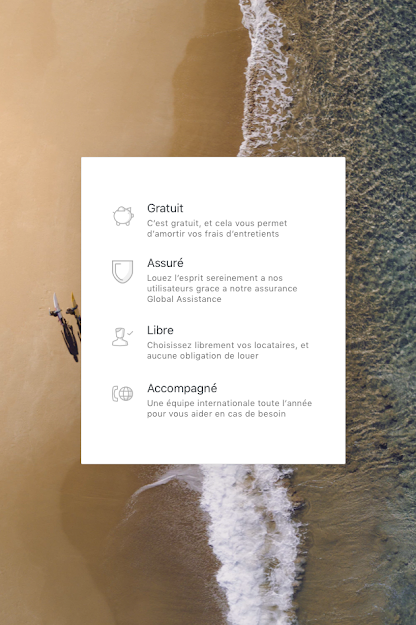 Gratuit
C'est gratuit, et cela vous permet
d'amortir vos frais d'entretients
Assuré
Louez l'esprit sereinement a nos
utilisateurs grace a notre assurance
Global Assistance
Libre
Choisissez librement vos locataires, et
aucune obligation de louer
Accompagné
Une équipe internationale toute l'année
pour vous aider en cas de besoin